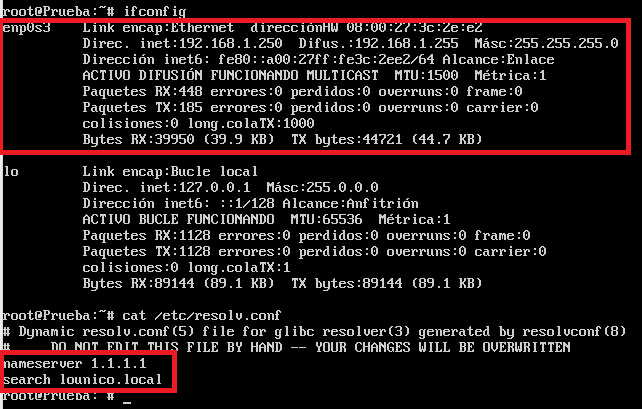 root@Prueba:~# ifconfig
enp0s3 Link encap:Ethernet direcciónHW 08:00:27:3c:2e:e2
Direc. inet:192.168.1.250 Difus.:192.168.1.255 Másc:255.255.255.0
Dirección inet6: fe80::a00:27ff:fe3c:2ee2/64 Alcance:Enlace
ACTIVO DIFUSIÓN FUNCIONANDO MULTICAST MTU:1500 Métrica:1
Paquetes RX:448 errores:0 perdidos:0 overruns:0 frame:0
Paquetes TX:185 errores:0 perdidos:0 overruns:0 carrier:0
colisiones:0 long.colaTX:1000
Bytes RX:39950 (39.9 KB) TX bytes:44721 (44.7 KB)
lo Link encap:Bucle local
Direc. inet:127.0.0.1 Másc:255.0.0.0
Dirección inet6: ::1/128 Alcance:Anfitrión
ACTIVO BUCLE FUNCIONANDO MTU:65536 Métrica:1
Paquetes RX:1128 errores:0 perdidos:0 overruns:0 frame:0
Paquetes TX:1128 errores:0 perdidos:0 overruns:0 carrier:0
colisiones:0 long.colaTX:1
Bytes RX:89144 (89.1 KB) TX bytes:89144 (89.1 KB)
root@Prueba:~# cat /etc/resolv.conf
# Dynamic resolv.conf(5) file for glibc resolver(3) generated by resolvconf(8)
# DO NOT EDIT THIS FILE BY HAND -- YOUR CHANGES WILL BE OVERWRITTEN
nameserver 1.1.1.1
search lounico.local
root@Prueba:~# _